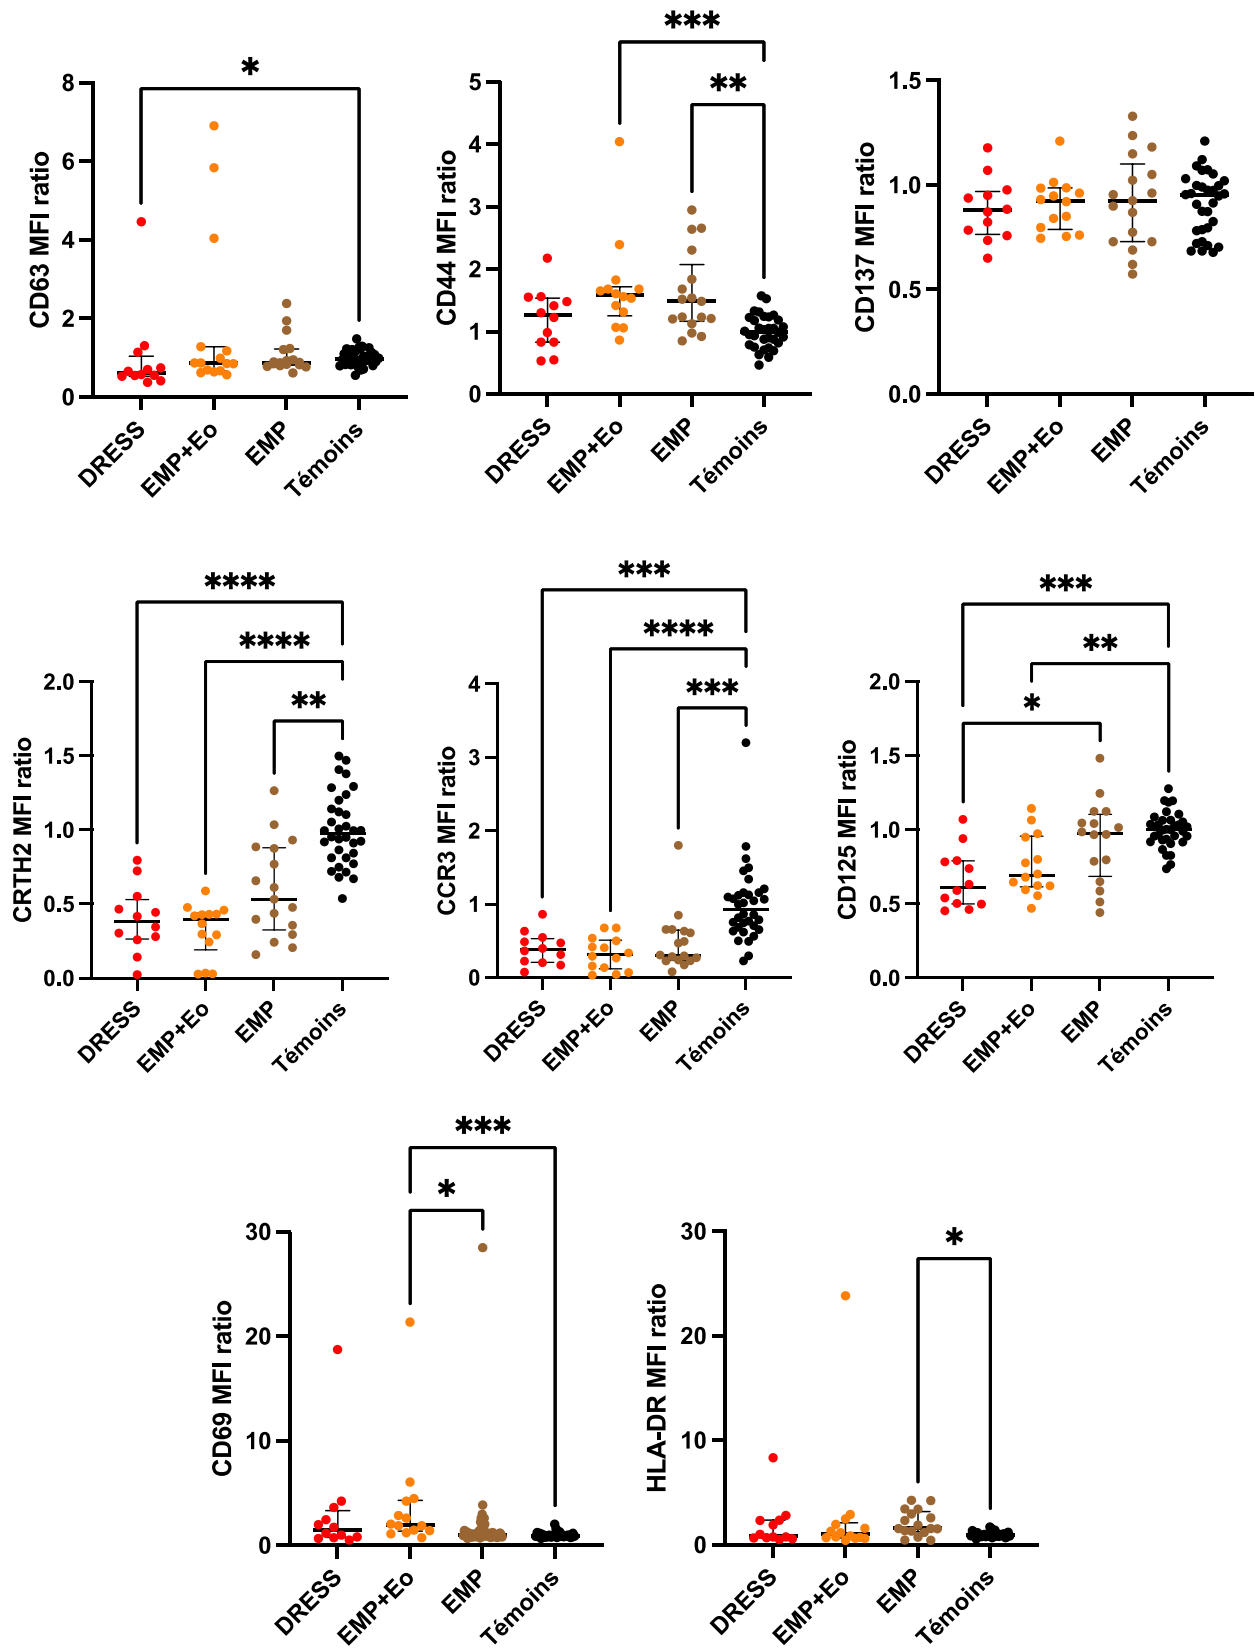 ***
*
**
8
6
4
2
0
CD63 MFI ratio
DRESS
EMP+Eo
EMP
Témoins
5
4
3
2
1
0
CD44 MFI ratio
DRESS
EMP+Eo
EMP
Témoins
1.5
1.0
0.5
0.0
CD137 MFI ratio
DRESS
EMP+Eo
EMP
Témoins
****
****
**
2.0
1.5
1.0
0.5
0.0
CRTH2 MFI ratio
DRESS
EMP+Eo
EMP
Témoins
***
****
***
4
3
2
1
0
CCR3 MFI ratio
DRESS
EMP+Eo
EMP
Témoins
***
**
*
2.0
1.5
1.0
0.5
0.0
CD125 MFI ratio
DRESS
EMP+Eo
EMP
Témoins
***
*
30
20
10
0
CD69 MFI ratio
DRESS
EMP+Eo
EMP
Témoins
*
30
20
10
0
HLA-DR MFI ratio
DRESS
EMP+Eo
EMP
Témoins